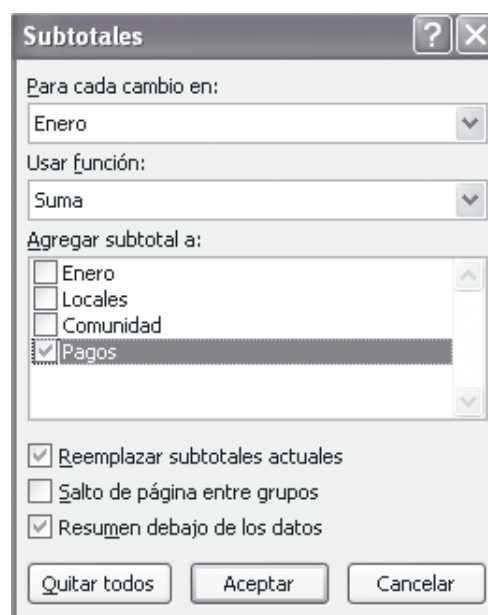 Subtotales
Para cada cambio en:
Enero
Usar función:
Suma
Agregar subtotal a:
Enero
Locales
Comunidad
Pagos
Reemplazar subtotales actuales
Salto de página entre grupos
Resumen debajo de los datos
Quitar todos Aceptar Cancelar